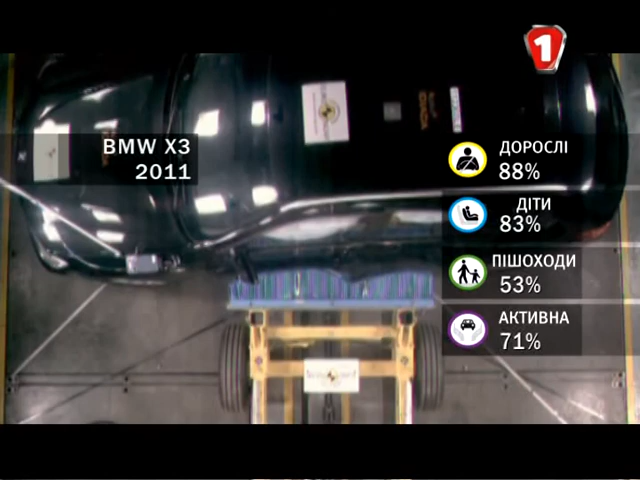 1
BMW X3
2011
ДОРОСЛІ
88%
ДІТИ
83%
ПІШОХОДИ
53%
АКТИВНА
71%